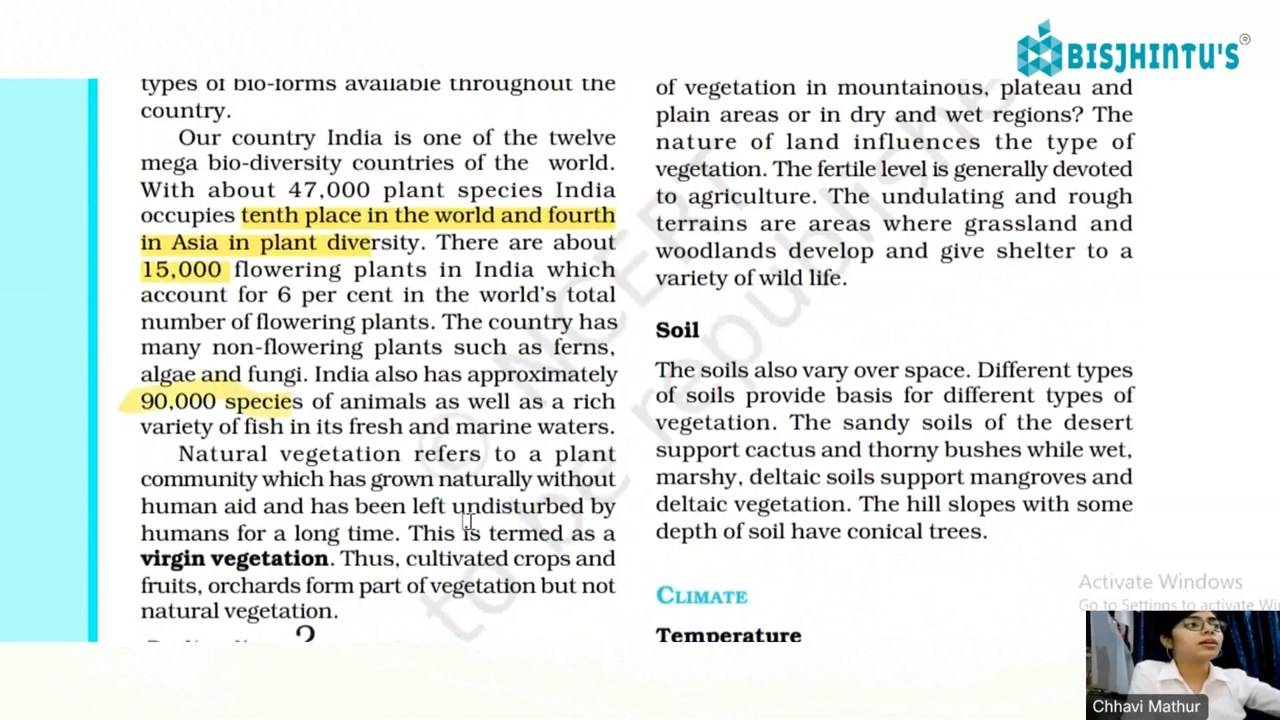 BISJHINTU'S®
types of bio-forms available throughout the
country.
Our country India is one of the twelve
mega bio-diversity countries of the world.
With about 47,000 plant species India
occupies tenth place in the world and fourth
in Asia in plant diversity. There are about
15,000 flowering plants in India which
account for 6 per cent in the world's total
number of flowering plants. The country has
many non-flowering plants such as ferns,
algae and fungi. India also has approximately
90,000 species of animals as well as a rich
variety of fish in its fresh and marine waters.
Natural vegetation refers to a plant
community which has grown naturally without
human aid and has been left undisturbed by
humans for a long time. This is termed as a
virgin vegetation. Thus, cultivated crops and
fruits, orchards form part of vegetation but not
natural vegetation.
?
of vegetation in mountainous, plateau and
plain areas or in dry and wet regions? The
nature of land influences the type of
vegetation. The fertile level is generally devoted
to agriculture. The undulating and rough
terrains are areas where grassland and
woodlands develop and give shelter to a
variety of wild life.
Soil
The soils also vary over space. Different types
of soils provide basis for different types of
vegetation. The sandy soils of the desert
support cactus and thorny bushes while wet,
marshy, deltaic soils support mangroves and
deltaic vegetation. The hill slopes with some
depth of soil have conical trees.
CLIMATE
Temperature
© NCERT
to be republishe
Activate Windows
Go to Settings to activate Wi
Chhavi Mathur